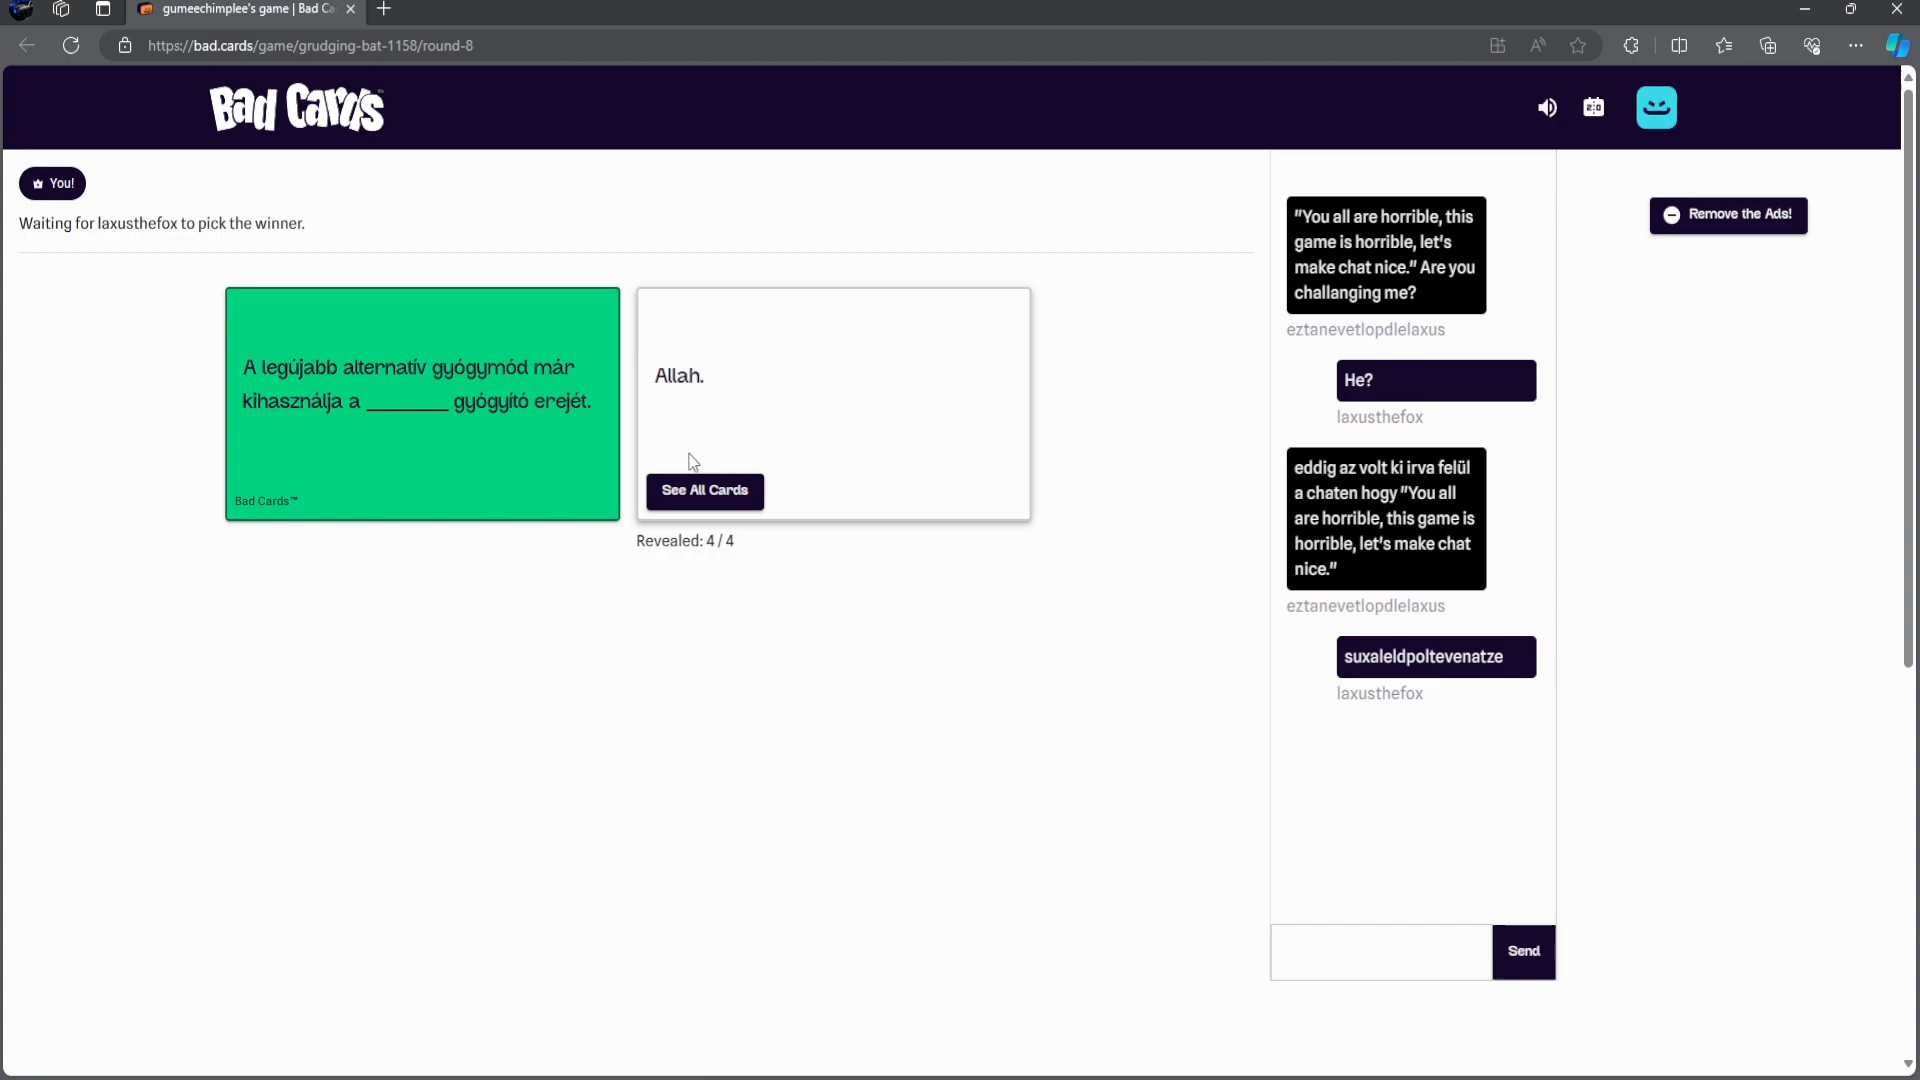 gumeechimplee's game | Bad Ca
https://bad.cards/game/grudging-bat-1158/round-8
Bad Cards
You!
Waiting for laxusthefox to pick the winner.
A legújabb alternatív gyógymód már
kihasználja a ________ gyógyító erejét.
Bad Cards™
Allah.
See All Cards
Revealed: 4 / 4
"You all are horrible, this
game is horrible, let's
make chat nice." Are you
challanging me?
eztanevetlopdlelaxus
He?
laxusthefox
eddig az volt ki irva felül
a chaten hogy "You all
are horrible, this game is
horrible, let's make chat
nice."
eztanevetlopdlelaxus
suxaleldpoltevenatze
laxusthefox
Send
Remove the Ads!